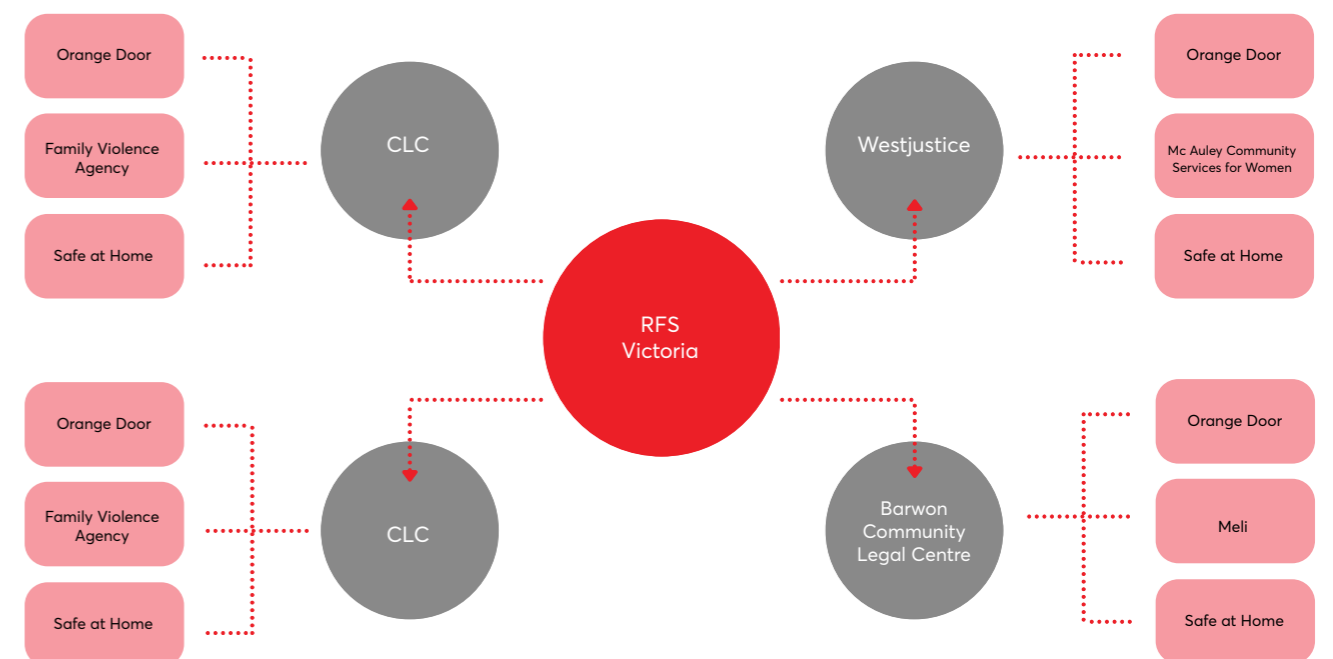 Orange Door
Family Violence
Agency
Safe at Home
CLC
Westjustice
Orange Door
Mc Auley Community
Services for Women
Safe at Home
RFS
Victoria
Orange Door
Family Violence
Agency
Safe at Home
CLC
Barwon
Community
Legal Centre
Orange Door
Meli
Safe at Home